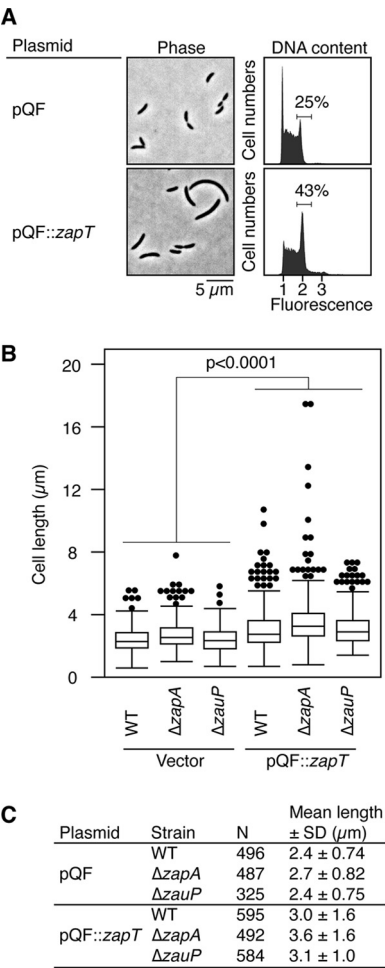 A
Plasmid Phase DNA content
pQF
Cell numbers
25%
pQF::zapT
Cell numbers
43%
5 µm
1 2 3
Fluorescence
B
p<0.0001
Cell length (µm)
20
16
12
8
4
0
WT ΔzapA ΔzauP WT ΔzapA ΔzauP
Vector pQF::zapT
C
Mean length
Plasmid Strain N ± SD (µm)
WT 496 2.4 ± 0.74
pQF ΔzapA 487 2.7 ± 0.82
ΔzauP 325 2.4 ± 0.75
WT 595 3.0 ± 1.6
pQF::zapT ΔzapA 492 3.6 ± 1.6
ΔzauP 584 3.1 ± 1.0